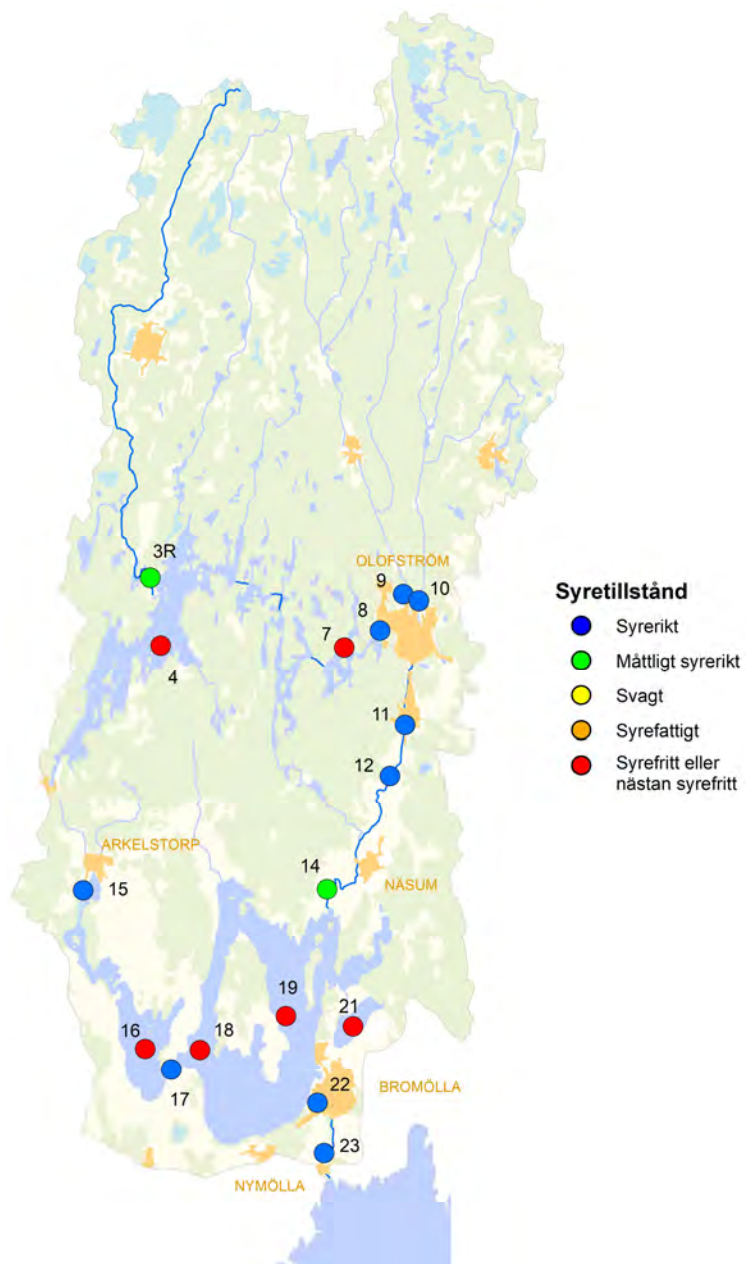 3R
OLOFSTRÖM
9
10
8
7
4
11
12
ARKELSTORP
14
NÄSUM
15
19
21
16
18
17
22
BROMÖLLA
23
NYMÖLLA
Syretillstånd
Syrerikt
Måttligt syrerikt
Svagt
Syrefattigt
Syrefritt eller
nästan syrefritt